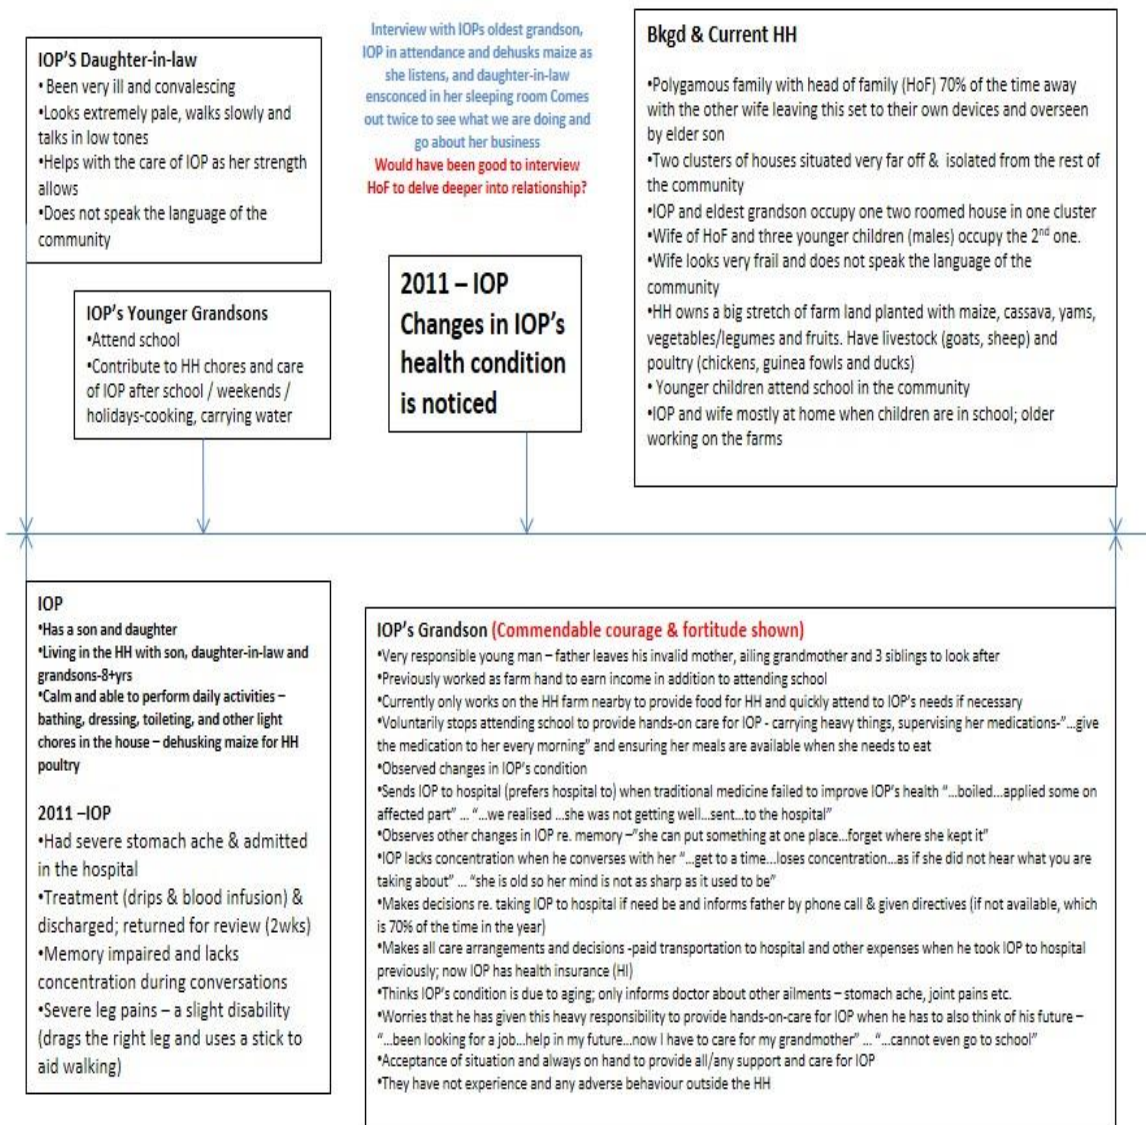 IOP'S Daughter-in-law
• Been very ill and convalescing
•Looks extremely pale, walks slowly and
talks in low tones
•Helps with the care of IOP as her strength
allows
•Does not speak the language of the
community
Interview with IOPs oldest grandson,
IOP in attendance and dehusks maize as
she listens, and daughter-in-law
ensconced in her sleeping room Comes
out twice to see what we are doing and
go about her business
Would have been good to interview
HoF to delve deeper into relationship?
Bkgd & Current HH
•Polygamous family with head of family (HoF) 70% of the time away
with the other wife leaving this set to their own devices and overseen
by elder son
•Two clusters of houses situated very far off & isolated from the rest of
the community
•IOP and eldest grandson occupy one two roomed house in one cluster
•Wife of HoF and three younger children (males) occupy the 2nd one.
•Wife looks very frail and does not speak the language of the
community
•HH owns a big stretch of farm land planted with maize, cassava, yams,
vegetables/legumes and fruits. Have livestock (goats, sheep) and
poultry (chickens, guinea fowls and ducks)
• Younger children attend school in the community
•IOP and wife mostly at home when children are in school; older
working on the farms
IOP's Younger Grandsons
•Attend school
•Contribute to HH chores and care
of IOP after school / weekends /
holidays-cooking, carrying water
2011 – IOP
Changes in IOP's
health condition
is noticed
IOP
•Has a son and daughter
•Living in the HH with son, daughter-in-law and
grandsons-8+yrs
•Calm and able to perform daily activities –
bathing, dressing, toileting, and other light
chores in the house – dehusking maize for HH
poultry
2011 –IOP
•Had severe stomach ache & admitted
in the hospital
•Treatment (drips & blood infusion) &
discharged; returned for review (2wks)
•Memory impaired and lacks
concentration during conversations
•Severe leg pains – a slight disability
(drags the right leg and uses a stick to
aid walking)
IOP's Grandson (Commendable courage & fortitude shown)
•Very responsible young man – father leaves his invalid mother, ailing grandmother and 3 siblings to look after
•Previously worked as farm hand to earn income in addition to attending school
•Currently only works on the HH farm nearby to provide food for HH and quickly attend to IOP's needs if necessary
•Voluntarily stops attending school to provide hands-on care for IOP - carrying heavy things, supervising her medications-"...give
the medication to her every morning" and ensuring her meals are available when she needs to eat
•Observed changes in IOP's condition
•Sends IOP to hospital (prefers hospital to) when traditional medicine failed to improve IOP's health "...boiled...applied some on
affected part" ... "...we realised ...she was not getting well...sent...to the hospital"
•Observes other changes in IOP re. memory –"she can put something at one place...forget where she kept it"
•IOP lacks concentration when he converses with her "...get to a time...loses concentration...as if she did not hear what you are
taking about" ... "she is old so her mind is not as sharp as it used to be"
•Makes decisions re. taking IOP to hospital if need be and informs father by phone call & given directives (if not available, which
is 70% of the time in the year)
•Makes all care arrangements and decisions -paid transportation to hospital and other expenses when he took IOP to hospital
previously; now IOP has health insurance (HI)
•Thinks IOP's condition is due to aging; only informs doctor about other ailments – stomach ache, joint pains etc.
•Worries that he has given this heavy responsibility to provide hands-on-care for IOP when he has to also think of his future –
"...been looking for a job...help in my future...now I have to care for my grandmother" ... "...cannot even go to school"
•Acceptance of situation and always on hand to provide all/any support and care for IOP
•They have not experience and any adverse behaviour outside the HH